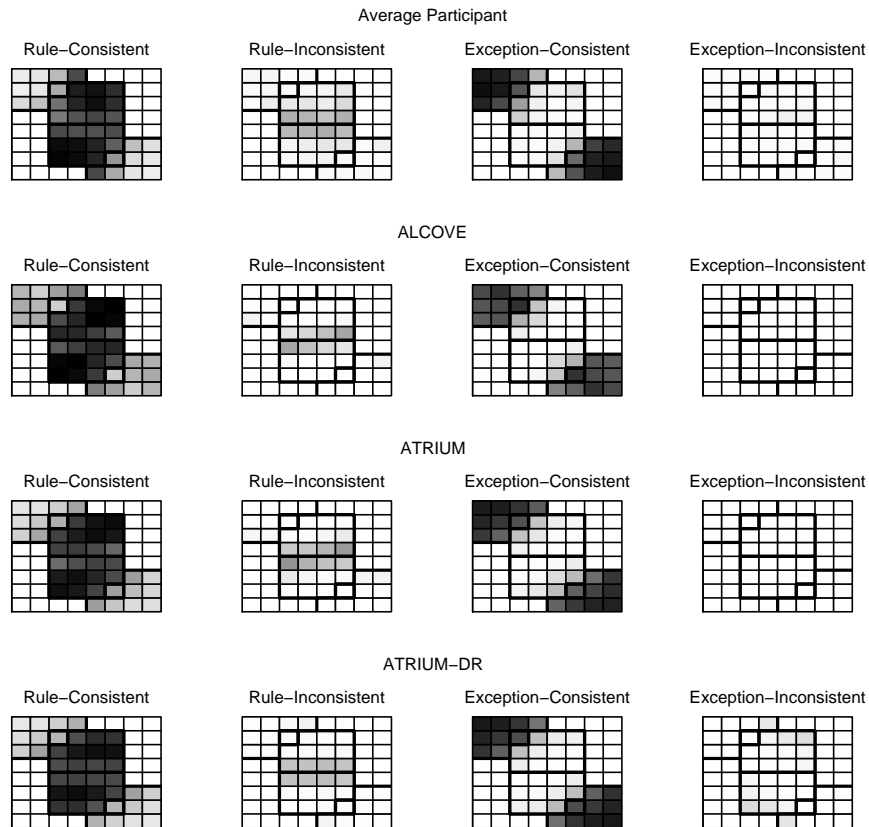 Average Participant
Rule−Consistent Rule−Inconsistent Exception−Consistent Exception−Inconsistent
ALCOVE
Rule−Consistent Rule−Inconsistent Exception−Consistent Exception−Inconsistent
ATRIUM
Rule−Consistent Rule−Inconsistent Exception−Consistent Exception−Inconsistent
ATRIUM−DR
Rule−Consistent Rule−Inconsistent Exception−Consistent Exception−Inconsistent